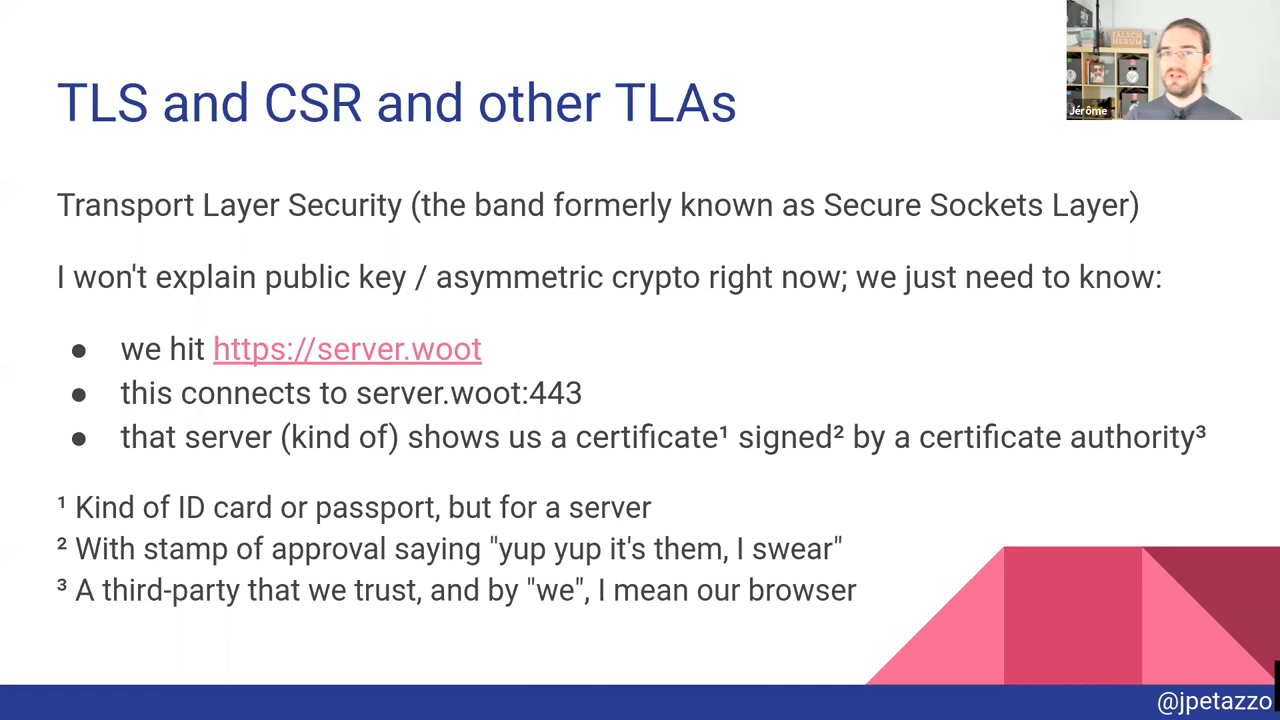 TLS and CSR and other TLAs
FALSCH
HERUM
Jérôme
Transport Layer Security (the band formerly known as Secure Sockets Layer)
I won't explain public key / asymmetric crypto right now; we just need to know:
● we hit https://server.woot
● this connects to server.woot:443
● that server (kind of) shows us a certificate¹ signed² by a certificate authority³
¹ Kind of ID card or passport, but for a server
² With stamp of approval saying "yup yup it's them, I swear"
³ A third-party that we trust, and by "we", I mean our browser
@jpetazzo